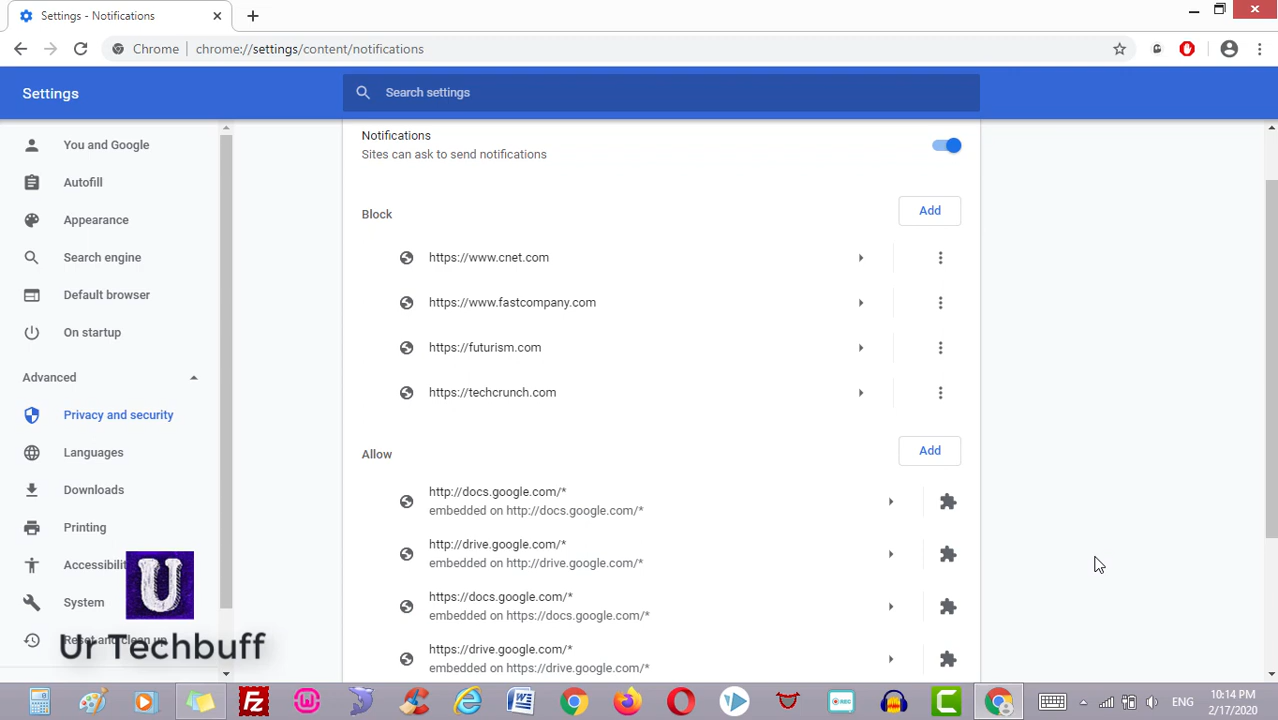 Settings - Notifications
Chrome chrome://settings/content/notifications
Settings
Search settings
You and Google
Autofill
Appearance
Search engine
Default browser
On startup
Advanced
Privacy and security
Languages
Downloads
Printing
Accessibilit
System
Reset and clean up
Notifications
Sites can ask to send notifications
Block
Add
https://www.cnet.com
https://www.fastcompany.com
https://futurism.com
https://techcrunch.com
Allow
Add
http://docs.google.com/*
embedded on http://docs.google.com/*
http://drive.google.com/*
embedded on http://drive.google.com/*
https://docs.google.com/*
embedded on https://docs.google.com/*
https://drive.google.com/*
embedded on https://drive.google.com/*
U
Ur Techbuff
ENG
10:14 PM
2/17/2020